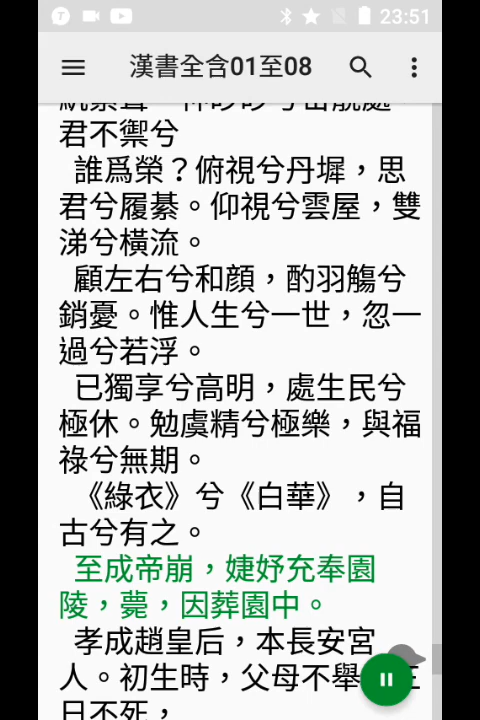 23:51
漢書全含01至08
君不禦兮
誰爲榮？俯視兮丹墀，思
君兮履綦。仰視兮雲屋，雙
涕兮橫流。
顧左右兮和顏，酌羽觴兮
銷憂。惟人生兮一世，忽一
過兮若浮。
已獨享兮高明，處生民兮
極休。勉虞精兮極樂，與福
祿兮無期。
《綠衣》兮《白華》，自
古兮有之。
至成帝崩，婕妤充奉園
陵，薨，因葬園中。
孝成趙皇后，本長安宮
人。初生時，父母不舉
日不死，